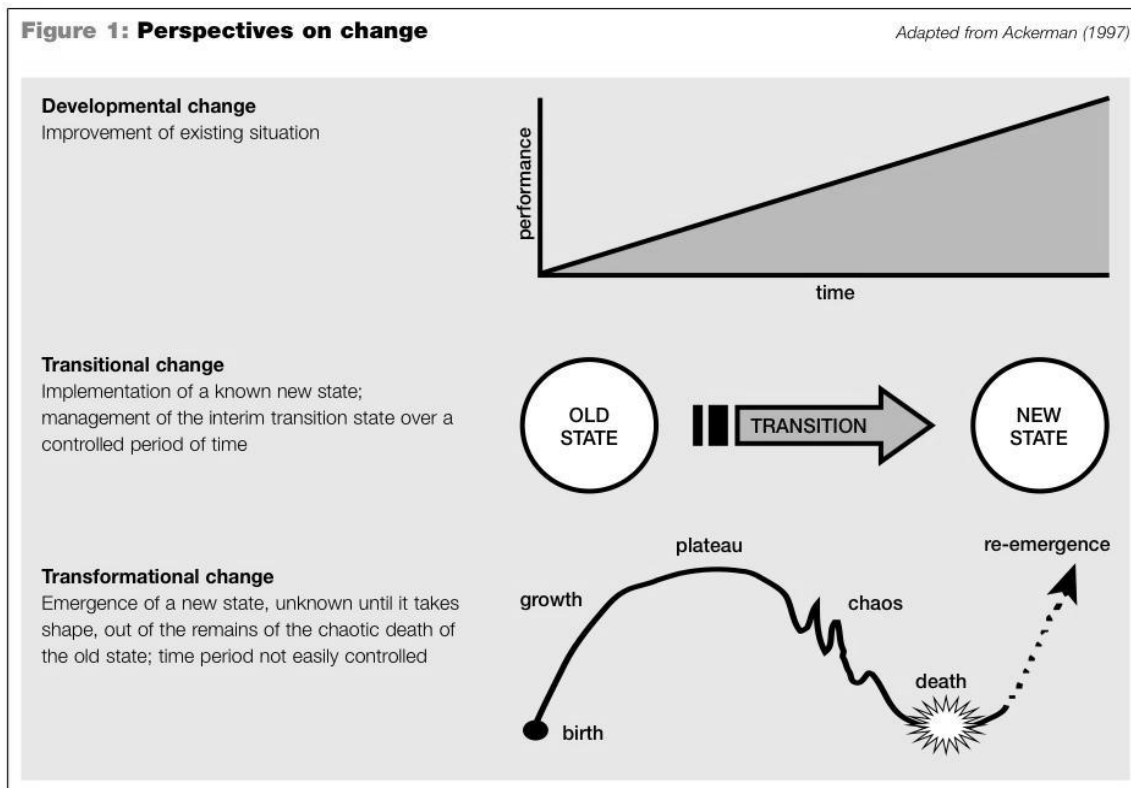 Figure 1: Perspectives on change
Adapted from Ackerman (1997)
Developmental change
Improvement of existing situation
performance
time
Transitional change
Implementation of a known new state;
management of the interim transition state over a
controlled period of time
OLD
STATE
TRANSITION
NEW
STATE
Transformational change
Emergence of a new state, unknown until it takes
shape, out of the remains of the chaotic death of
the old state; time period not easily controlled
birth
growth
plateau
chaos
death
re-emergence